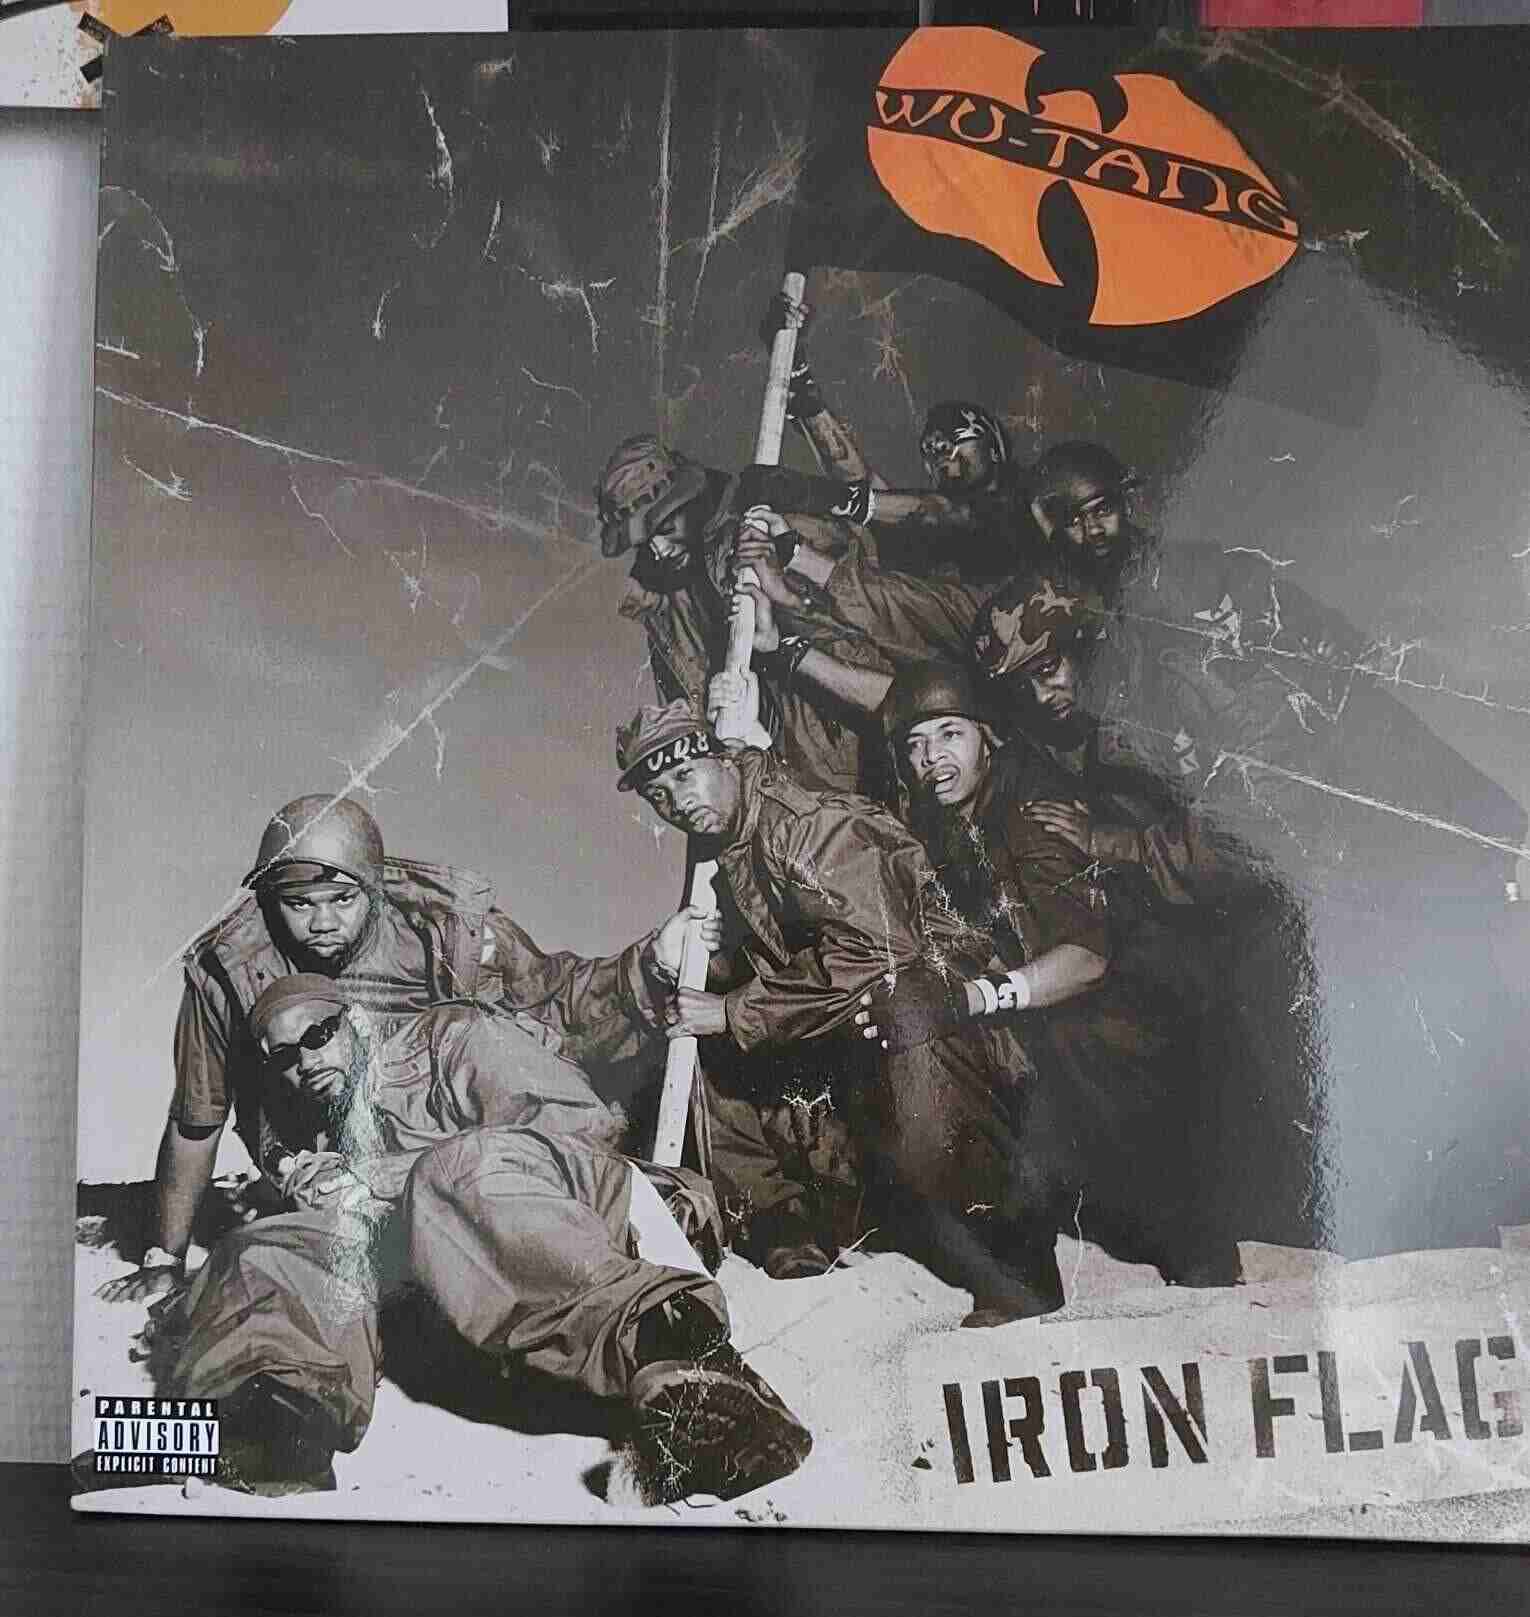 WU-TANG
U.G.
IRON FLAG
PARENTAL
ADVISORY
EXPLICIT CONTENT